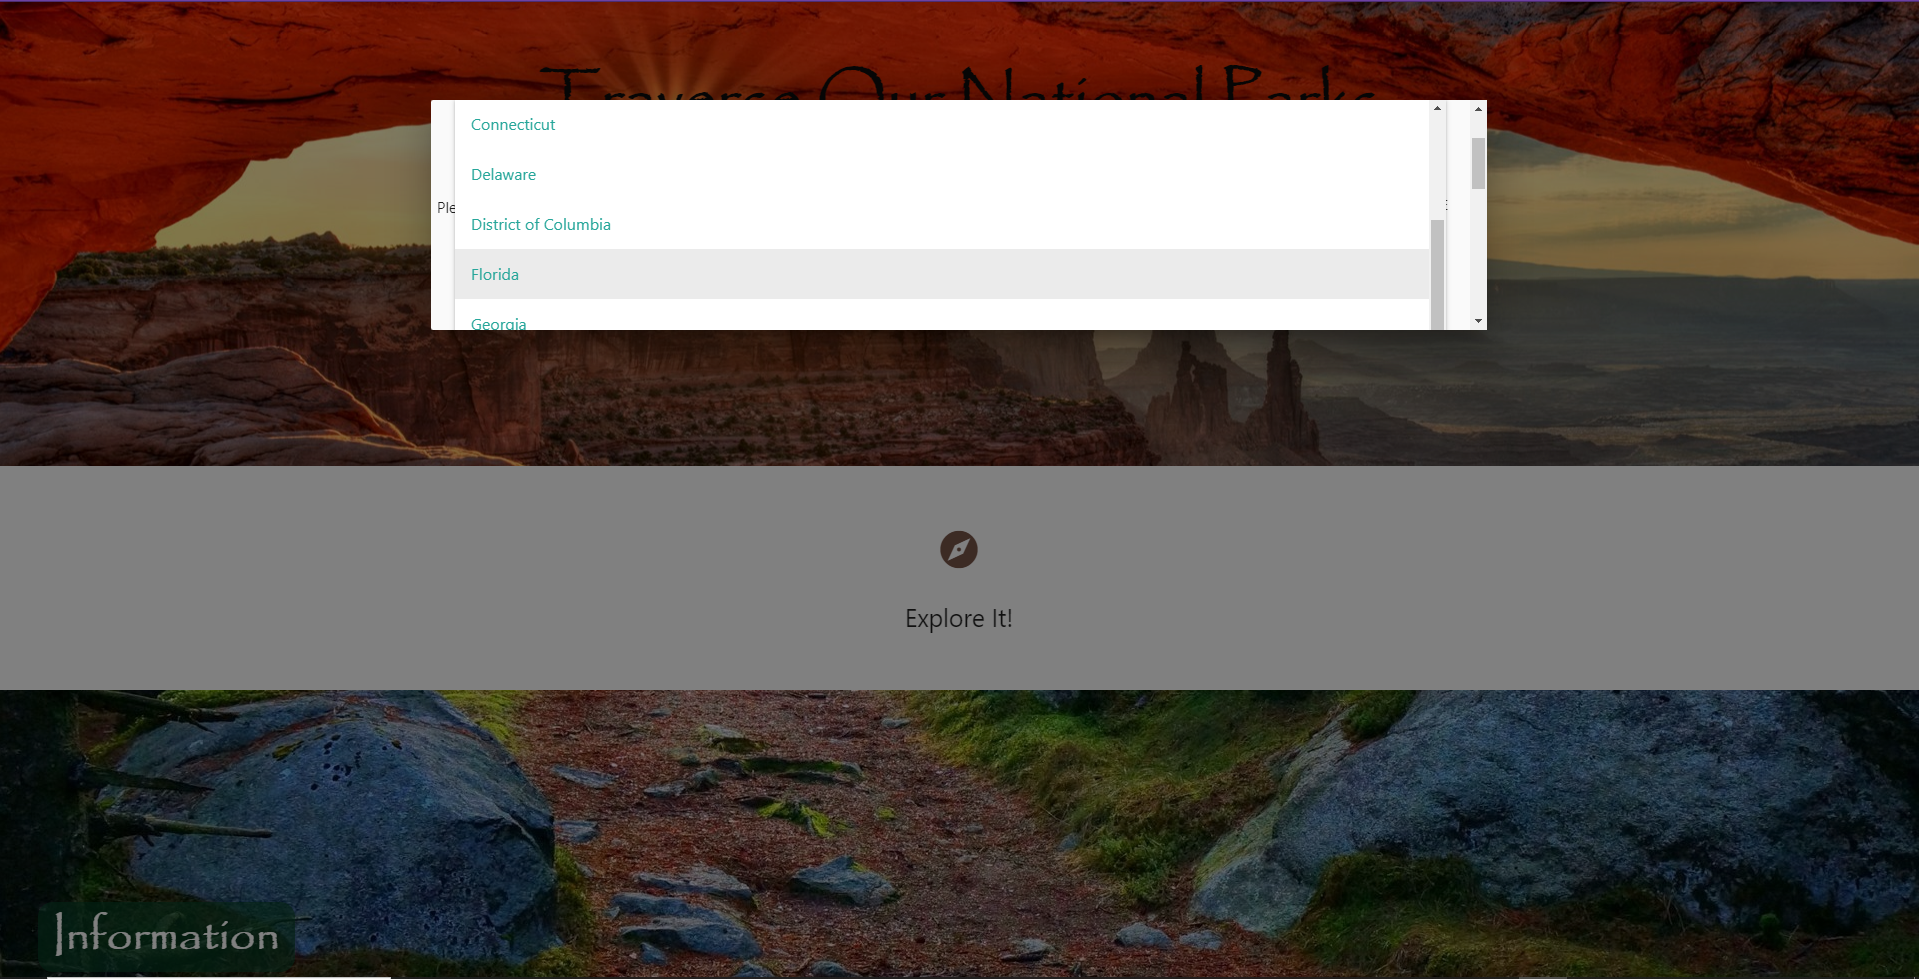 Traverse Our National Parks
Connecticut
Delaware
Ple
District of Columbia
Florida
Georgia
Explore It!
Information